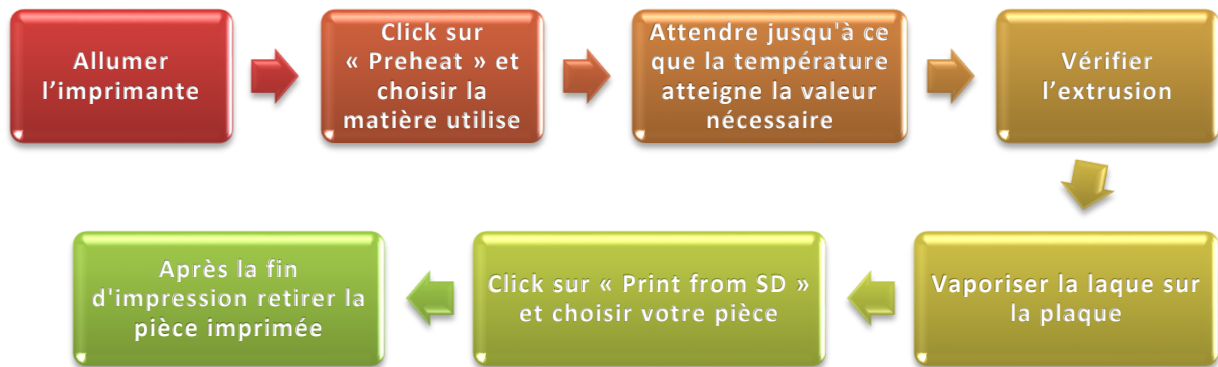 Allumer
l'imprimante
Click sur
« Preheat » et
choisir la
matière utilise
Attendre jusqu'à ce
que la température
atteigne la valeur
nécessaire
Vérifier
l'extrusion
Vaporiser la laque sur
la plaque
Click sur « Print from SD »
et choisir votre pièce
Après la fin
d'impression retirer la
pièce imprimée